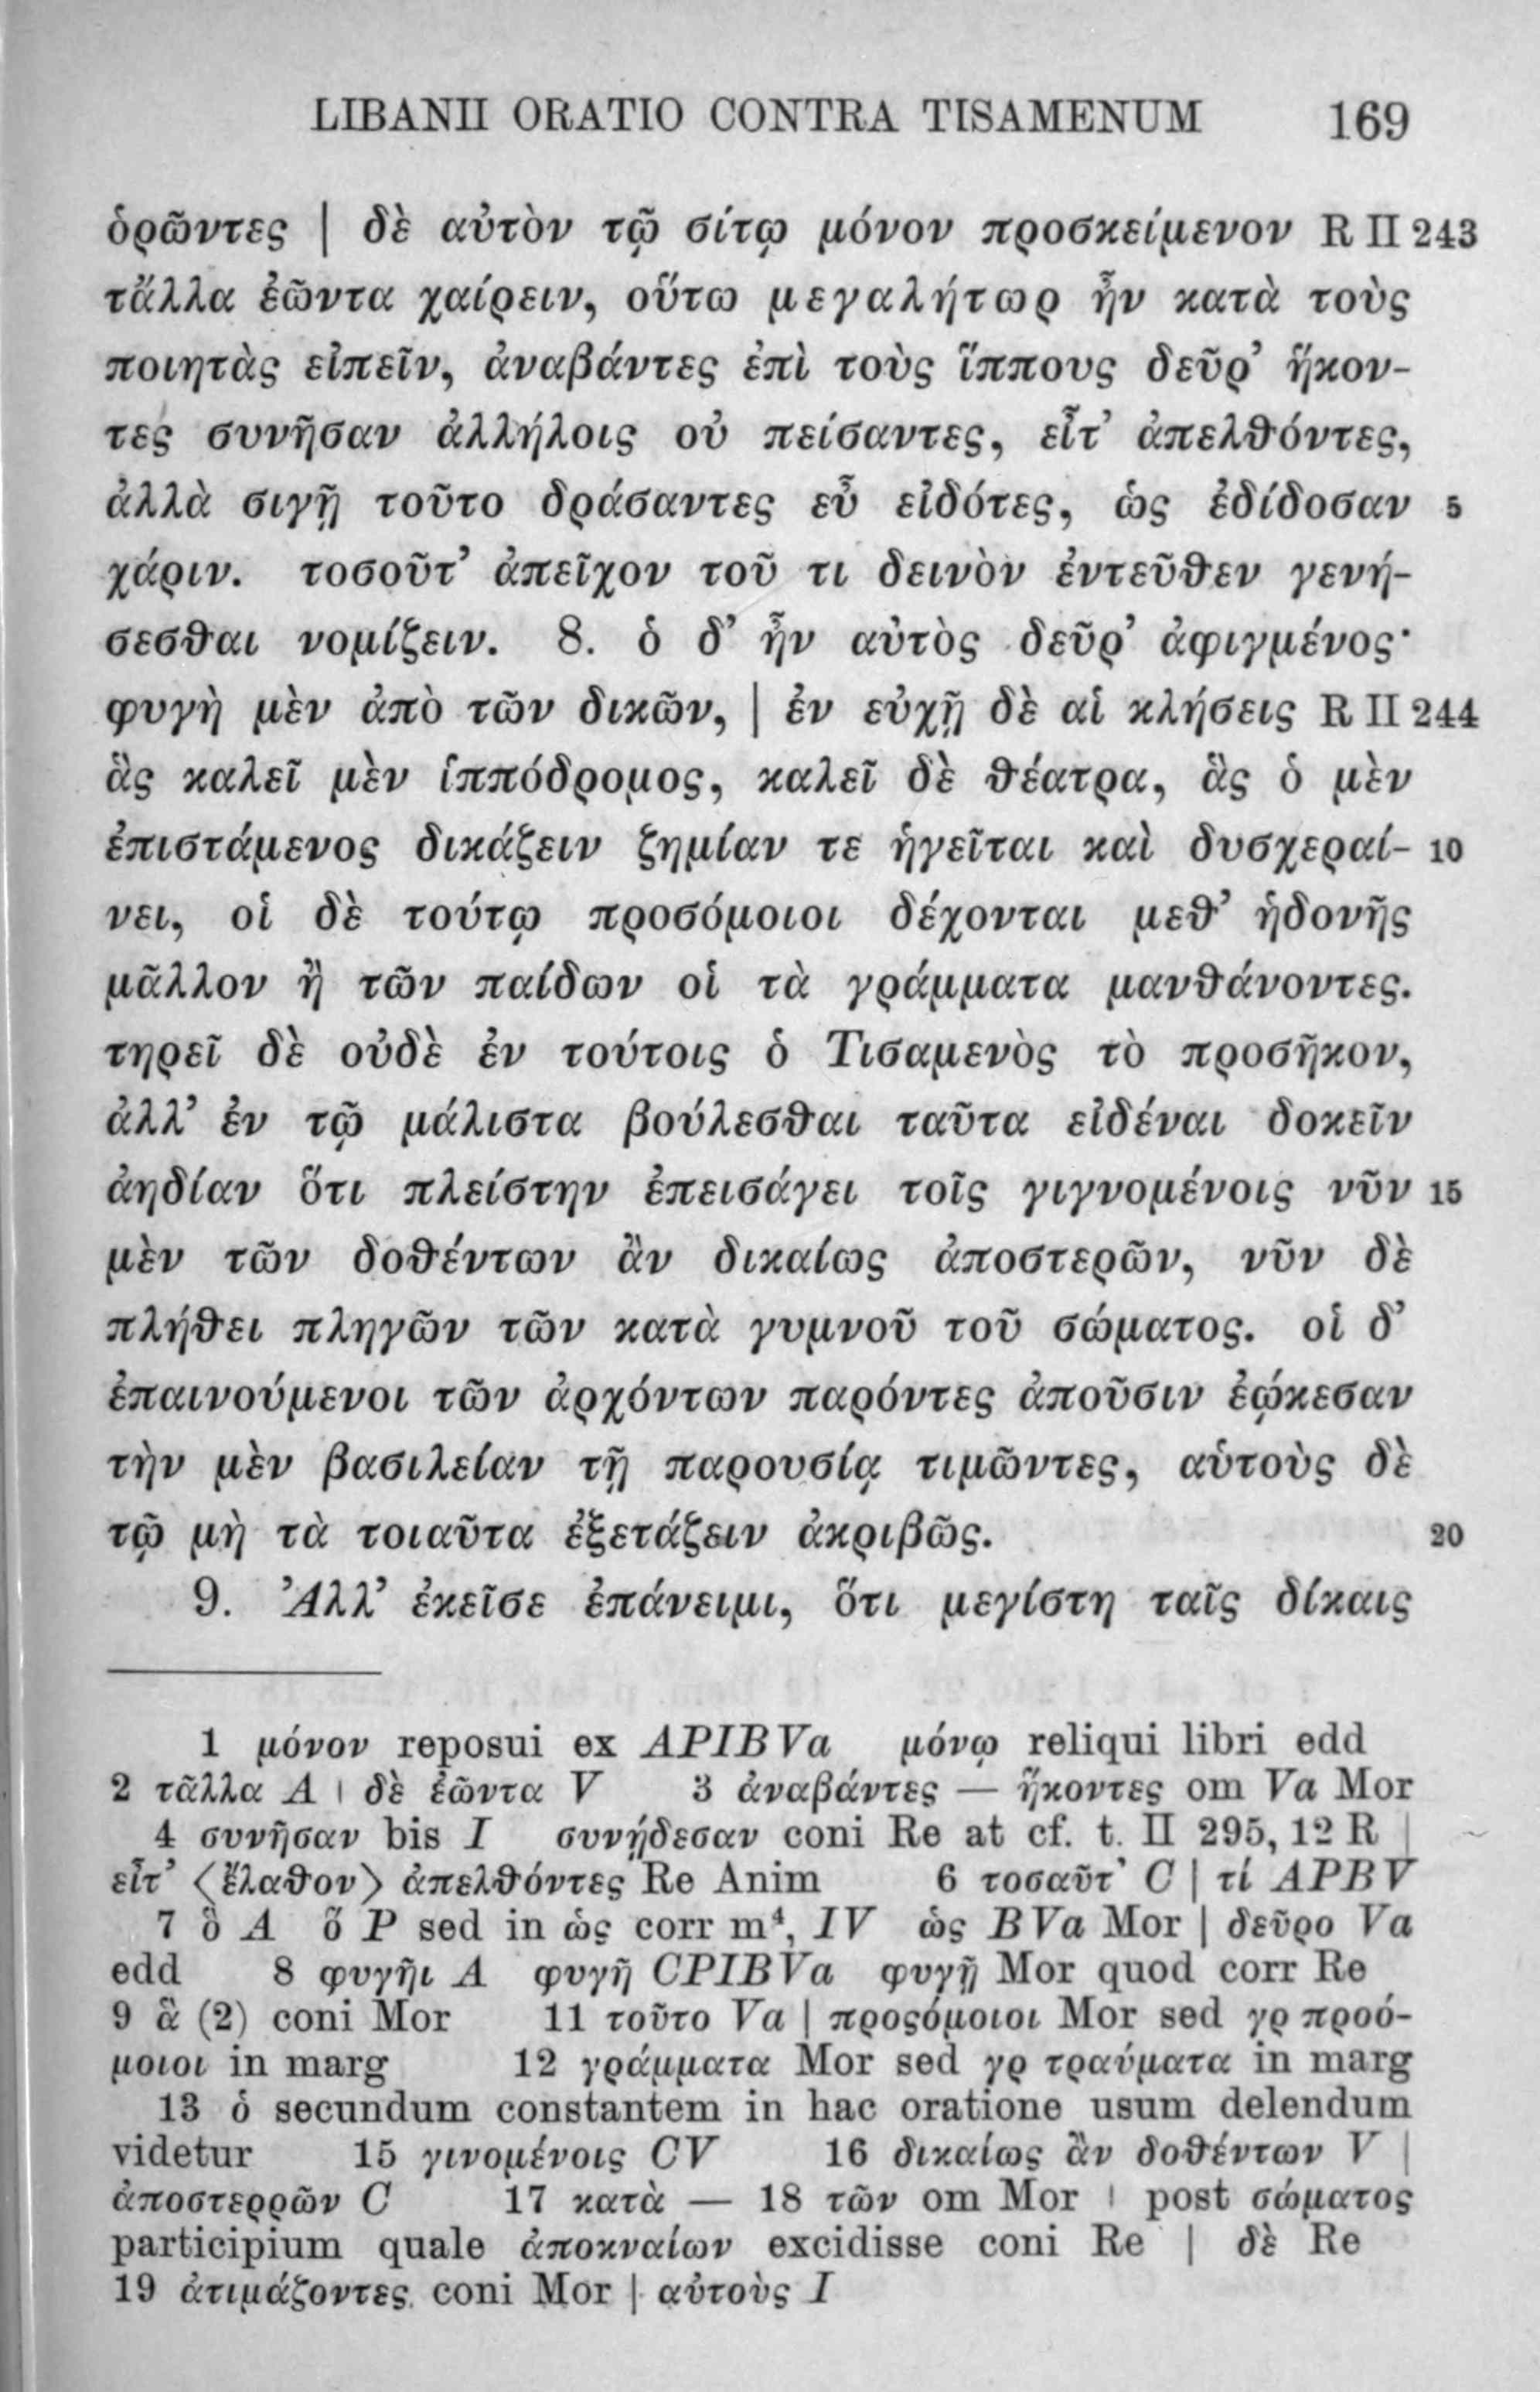 LIBANII ORATIO CONTRA TISAMENUM 169
ὁρῶντες | δὲ αὐτὸν τῷ σίτῳ μόνον προσκείμενον R II 243
τἄλλα ἐῶντα χαίρειν, οὕτω μεγαλήτωρ ἦν κατὰ τοὺς
ποιητὰς εἰπεῖν, ἀναβάντες ἐπὶ τοὺς ἵππους δεῦρ’ ἥκον-
τες συνῆσαν ἀλλήλοις οὐ πείσαντες, εἶτ’ ἀπελθόντες,
ἀλλὰ σιγῇ τοῦτο δράσαντες εὖ εἰδότες, ὡς ἐδίδοσαν 5
χάριν. τοσοῦτ’ ἀπεῖχον τοῦ τι δεινὸν ἐντεῦθεν γενή-
σεσθαι νομίζειν. 8. ὁ δ’ ἦν αὐτὸς δεῦρ’ ἀφιγμένος·
φυγὴ μὲν ἀπὸ τῶν δικῶν, | ἐν εὐχῇ δὲ αἱ κλήσεις R II 244
ἃς καλεῖ μὲν ἱππόδρομος, καλεῖ δὲ θέατρα, ἃς ὁ μὲν
ἐπιστάμενος δικάζειν ζημίαν τε ἡγεῖται καὶ δυσχεραί- 10
νει, οἱ δὲ τούτῳ προσόμοιοι δέχονται μεθ’ ἡδονῆς
μᾶλλον ἢ τῶν παίδων οἱ τὰ γράμματα μανθάνοντες.
τηρεῖ δὲ οὐδὲ ἐν τούτοις ὁ Τισαμενὸς τὸ προσῆκον,
ἀλλ’ ἐν τῷ μάλιστα βούλεσθαι ταῦτα εἰδέναι δοκεῖν
ἀηδίαν ὅτι πλείστην ἐπεισάγει τοῖς γιγνομένοις νῦν 15
μὲν τῶν δοθέντων ἂν δικαίως ἀποστερῶν, νῦν δὲ
πλήθει πληγῶν τῶν κατὰ γυμνοῦ τοῦ σώματος. οἱ δ’
ἐπαινούμενοι τῶν ἀρχόντων παρόντες ἀποῦσιν ἐῴκεσαν
τὴν μὲν βασιλείαν τῇ παρουσίᾳ τιμῶντες, αὑτοὺς δὲ
τῷ μὴ τὰ τοιαῦτα ἐξετάζειν ἀκριβῶς. 20
9. Ἀλλ’ ἐκεῖσε ἐπάνειμι, ὅτι μεγίστη ταῖς δίκαις
1 μόνον reposui ex APIBVa μόνῳ reliqui libri edd
2 τᾶλλα A | δὲ ἐῶντα V 3 ἀναβάντες — ἥκοντες om Va Mor
4 συνῆσαν bis I συνῄδεσαν coni Re at cf. t. II 295, 12 R |
εἶτ’ ⟨ἔλαθον⟩ ἀπελθόντες Re Anim 6 τοσαῦτ’ C | τί APBV
7 ὃ A ὅ P sed in ὡς corr m⁴, IV ὡς BVa Mor | δεῦρο Va
edd 8 φυγῆι A φυγῆ CPIBVa φυγῇ Mor quod corr Re
9 ἃ (2) coni Mor 11 τοῦτο Va | προςόμοιοι Mor sed γρ προό-
μοιοι in marg 12 γράμματα Mor sed γρ τραύματα in marg
13 ὁ secundum constantem in hac oratione usum delendum
videtur 15 γινομένοις CV 16 δικαίως ἂν δοθέντων V |
ἀποστερρῶν C 17 κατὰ — 18 τῶν om Mor | post σώματος
participium quale ἀποκναίων excidisse coni Re | δὲ Re
19 ἀτιμάζοντες coni Mor | αὐτοὺς I